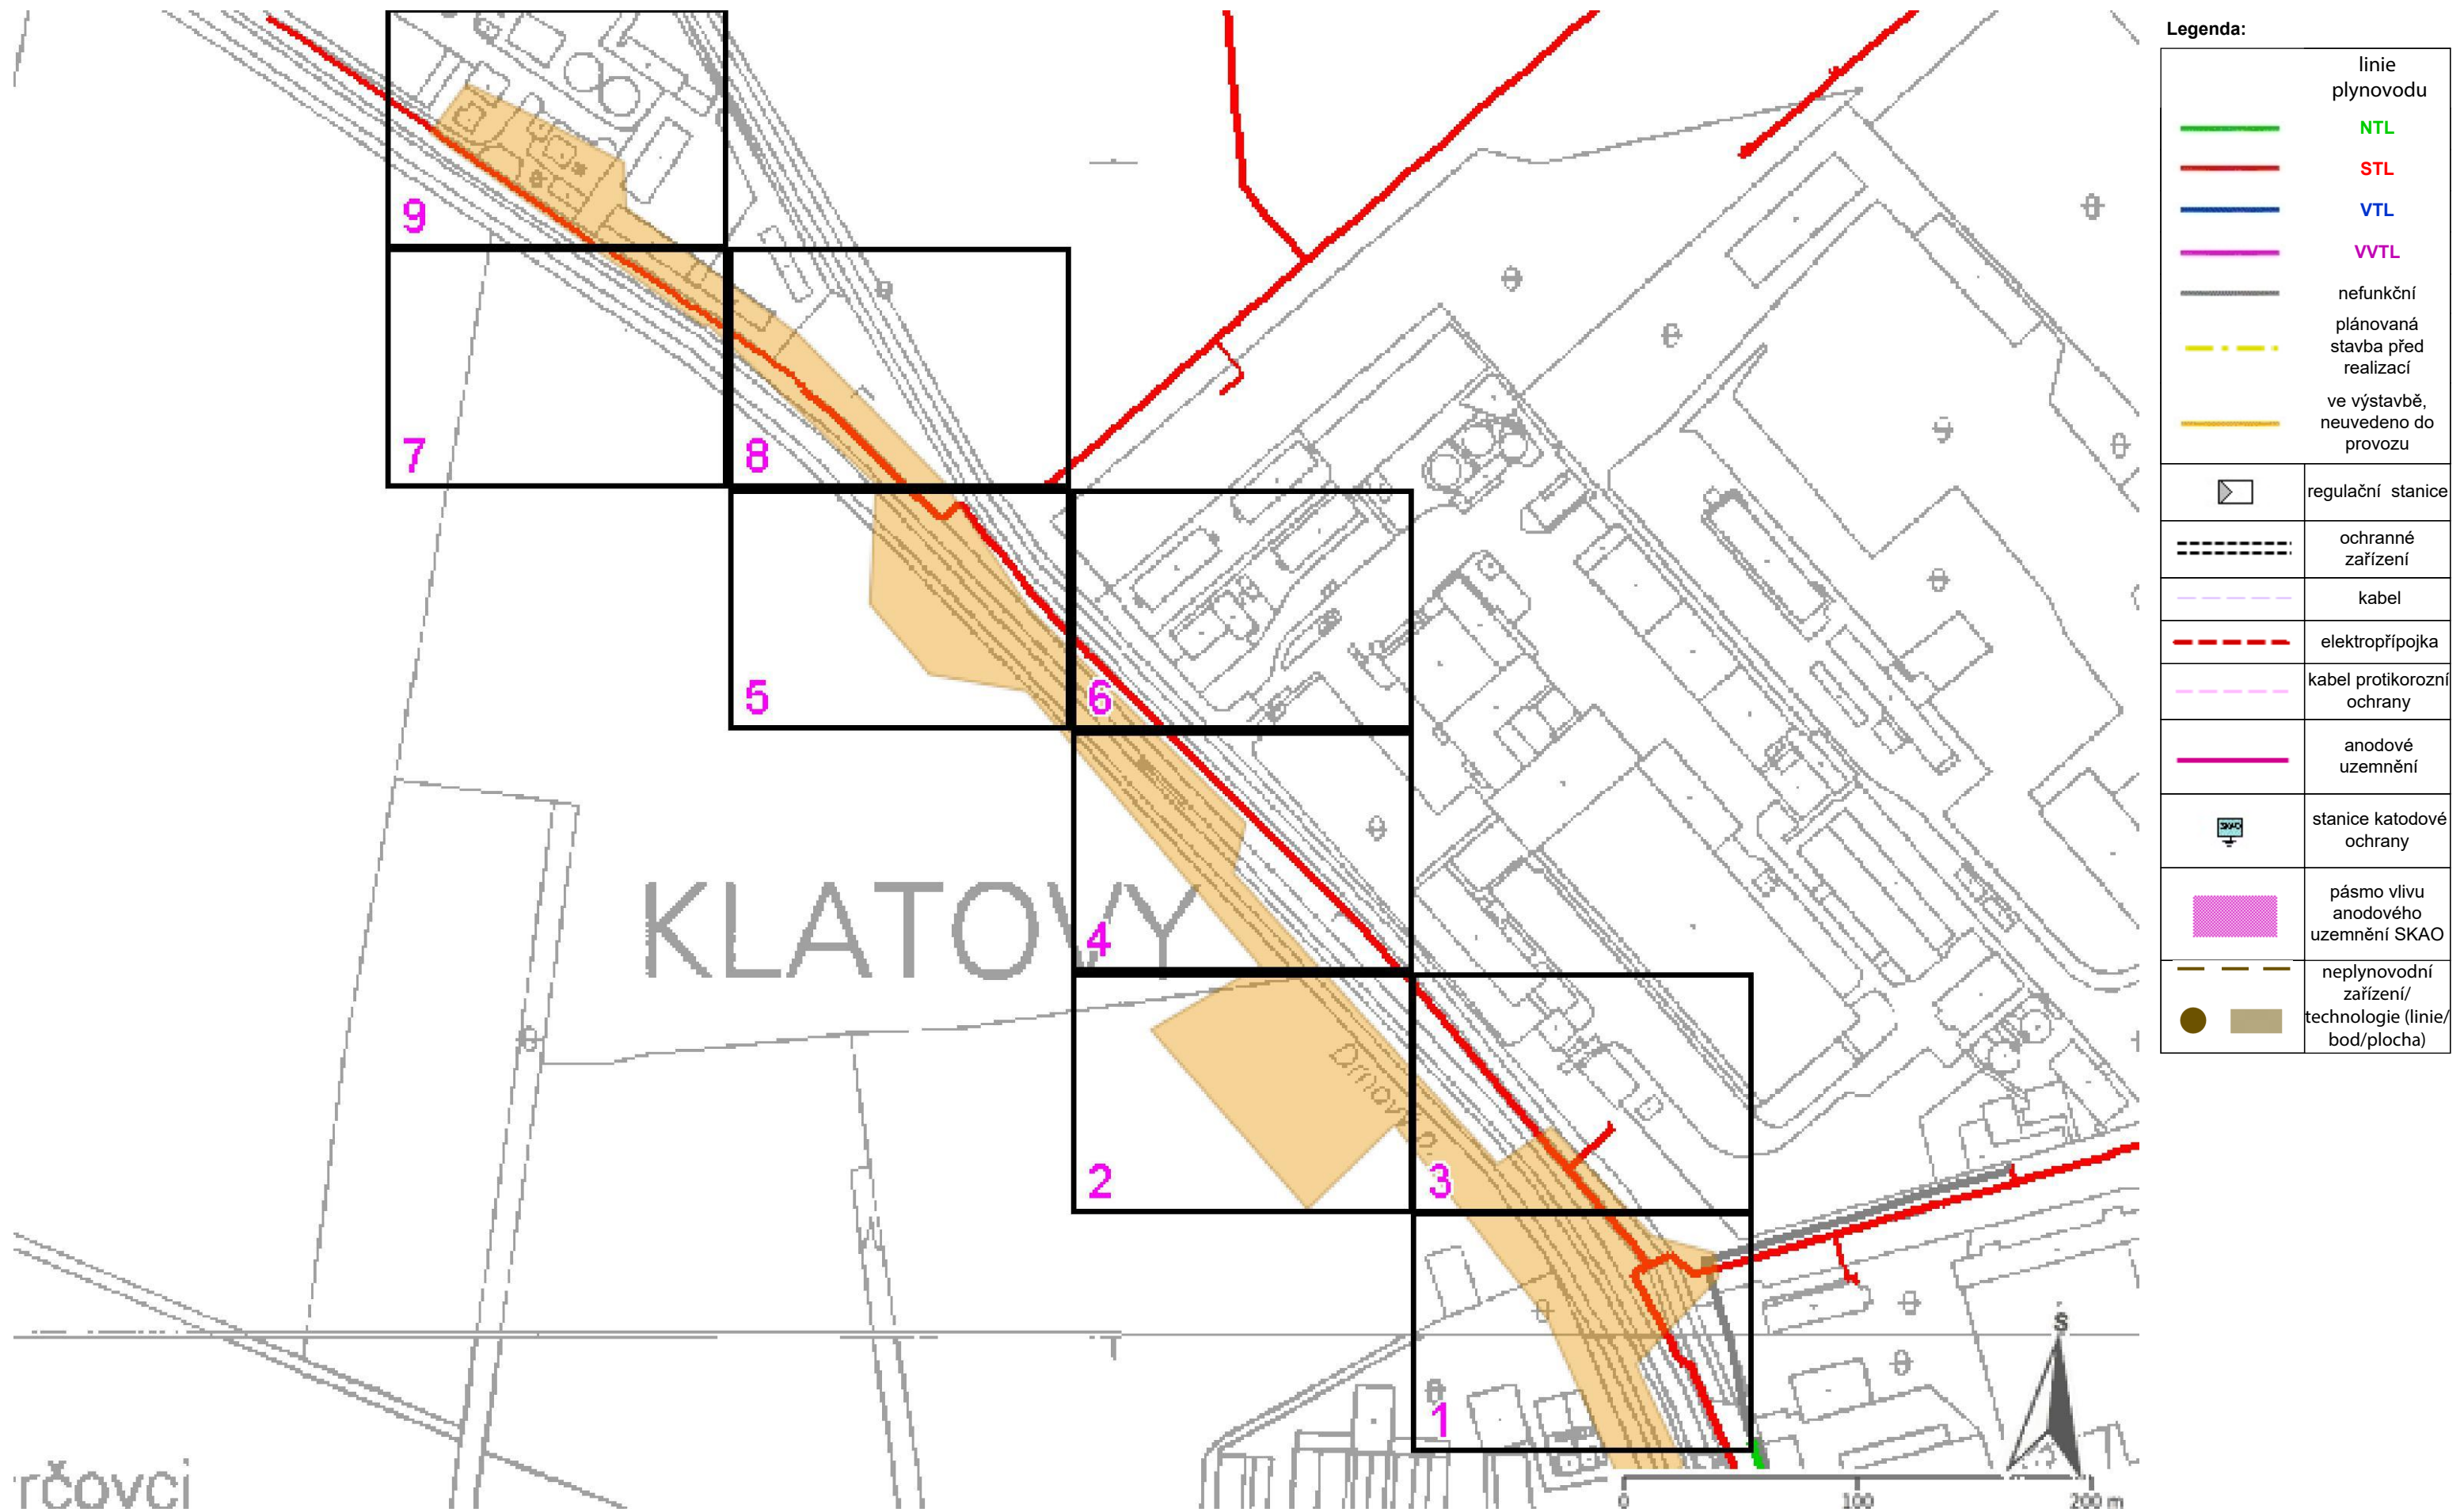 9
7
8
5
6
KLATOVY
4
2
3
1
rčovci
S
0 100 200 m
Legenda:
linie
plynovodu
NTL
STL
VTL
VVTL
nefunkční
plánovaná
stavba před
realizací
ve výstavbě,
neuvedeno do
provozu
regulační stanice
ochranné
zařízení
kabel
elektropřípojka
kabel protikorozní
ochrany
anodové
uzemnění
SKAO
stanice katodové
ochrany
pásmo vlivu
anodového
uzemnění SKAO
neplynovodní
zařízení/
technologie (linie/
bod/plocha)